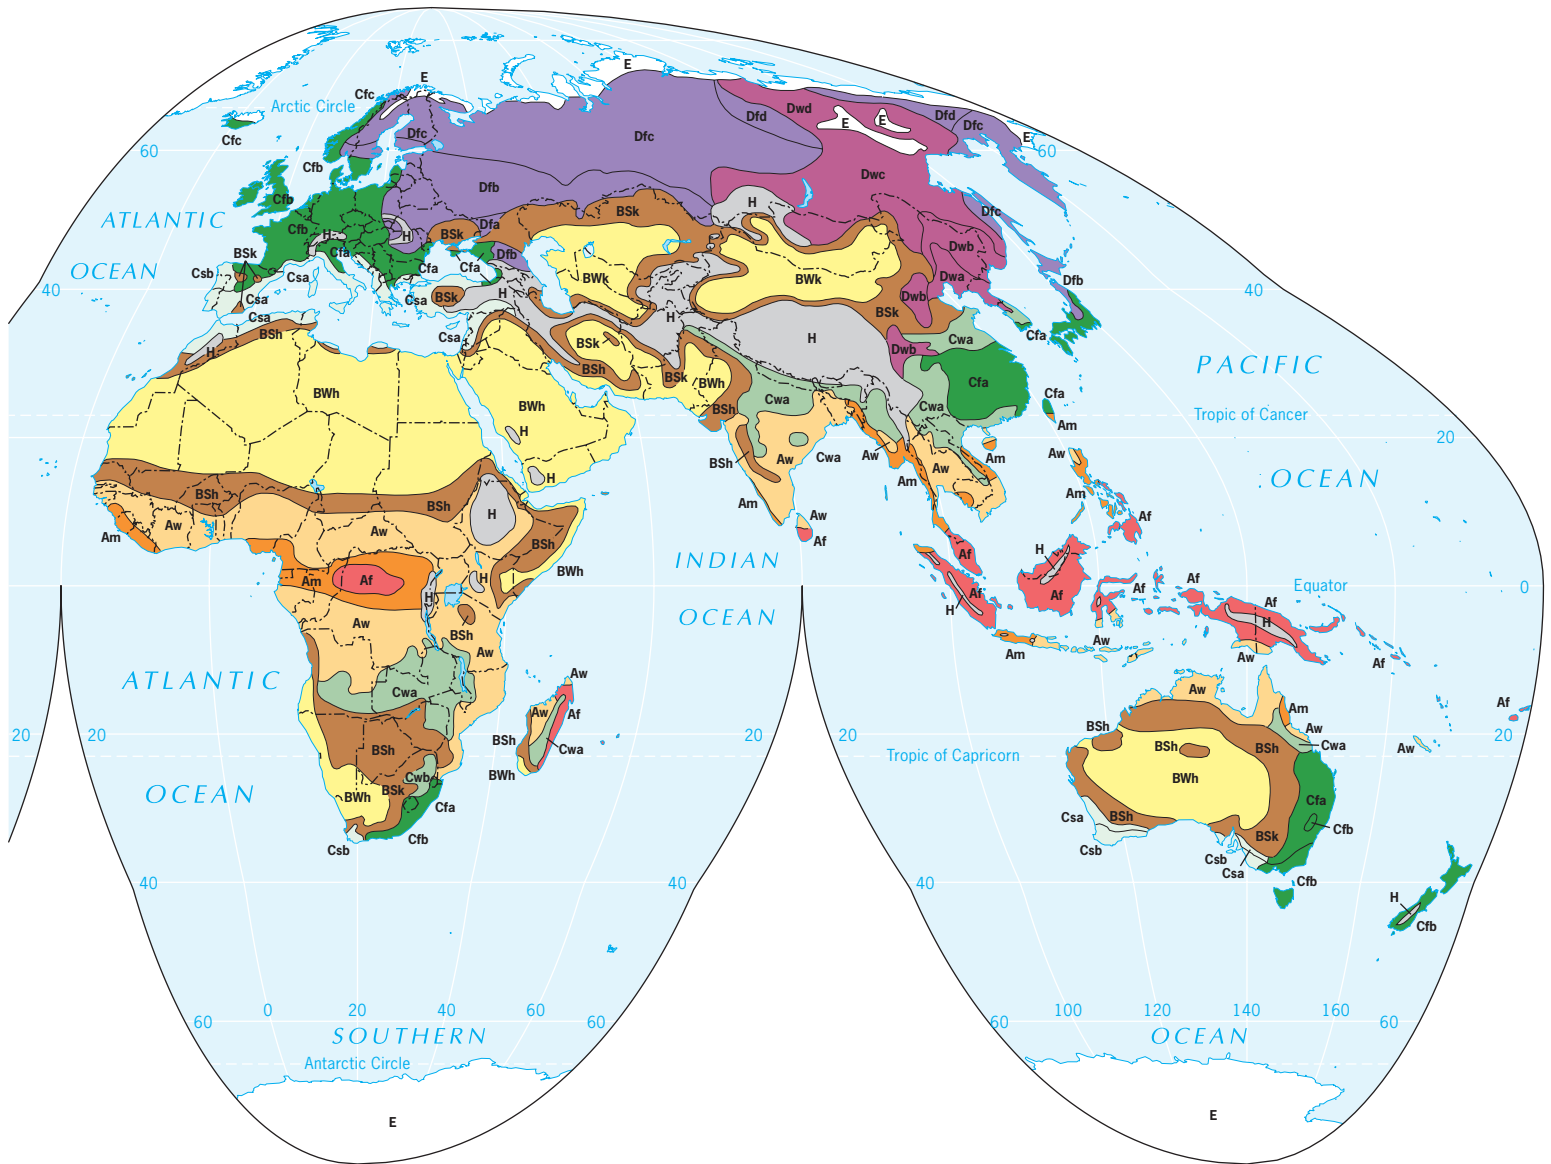 E
E
Cfc
Arctic Circle
Dfd
Dwd
E
E
Dfd
Dfc
E
Cfc
Dfc
Dfc
60
60
Cfb
Dwc
Cfb
Dfb
H
BSk
Dfc
ATLANTIC
Cfb
H
H
BSk
Dfa
Dwb
BSk
Cfa
Dfb
OCEAN
Csb
Csa
Cfa
Cfa
BWk
BWk
Dwa
Dfb
40
Csa
Csa
BSk
H
Dwb
40
Csa
H
BSk
BSh
Csa
BSk
H
Cwa
Cfa
H
Dwb
PACIFIC
BSh
BSk
BWh
Cfa
BWh
Cwa
Cfa
BWh
BSh
Cwa
Tropic of Cancer
Am
H
20
BSh
Aw
Cwa
Aw
Aw
Am
Aw
H
Am
OCEAN
BSh
BSh
Am
Am
H
Aw
Aw
Af
Am
Aw
Af
BSh
H
INDIAN
Af
Am
Af
H
BWh
Af
Af
Equator
0
H
Af
Af
Af
H
OCEAN
Aw
H
BSh
Aw
Aw
Am
Aw
Af
ATLANTIC
Aw
Cwa
Aw
Aw
Af
Am
Af
20
20
BSh
BSh
Cwa
20
20
BSh
BSh
BSh
Aw
Cwa
Aw
20
Tropic of Capricorn
Cwb
BWh
BWh
OCEAN
BWh
BSk
Cfa
Cfa
Csa
BSh
Cfb
Cfb
Csb
Csb
BSk
Csb
Csa
40
40
40
Cfb
H
Cfb
0
20
40
60
100
120
140
160
60
60
60
60
SOUTHERN
OCEAN
Antarctic Circle
E
E